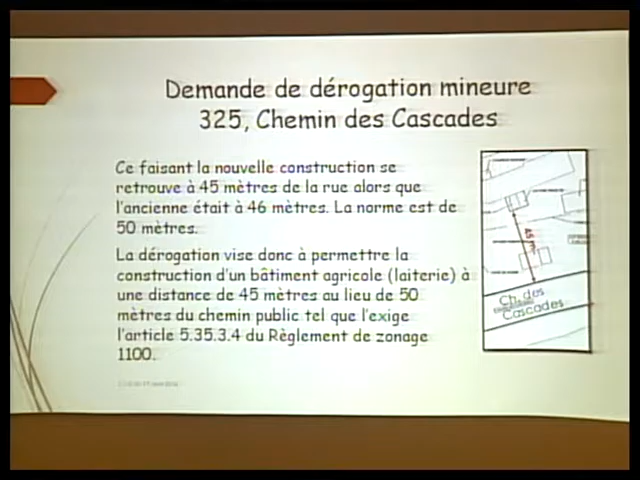 Demande de dérogation mineure
325, Chemin des Cascades
Ce faisant la nouvelle construction se
retrouve à 45 mètres de la rue alors que
l'ancienne était à 46 mètres. La norme est de
50 mètres.
La dérogation vise donc à permettre la
construction d'un bâtiment agricole (laiterie) à
une distance de 45 mètres au lieu de 50
mètres du chemin public tel que l'exige
l'article 5.35.3.4 du Règlement de zonage
1100.
45 m
Ch. des
Cascades